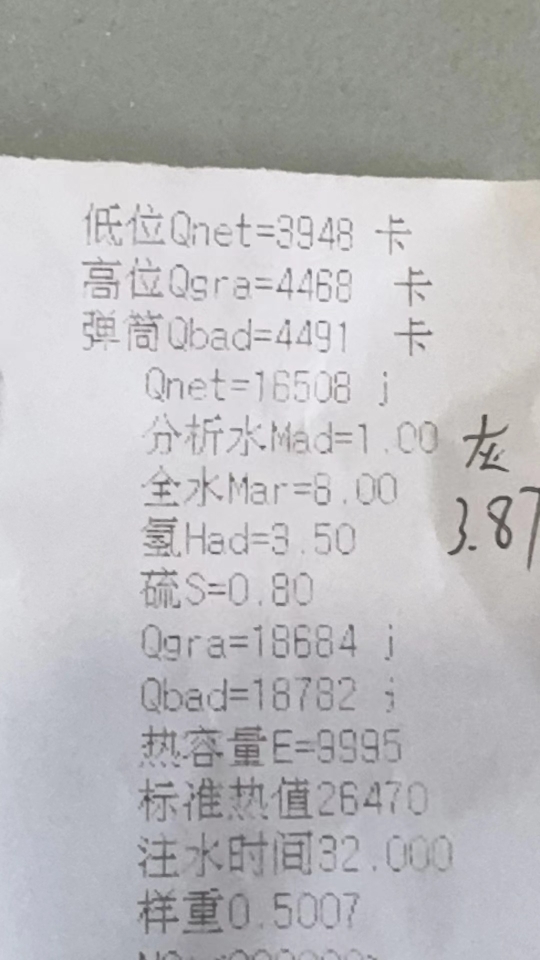 低位Qnet=3948 卡
高位Qgra=4468 卡
弹筒Qbad=4491 卡
Qnet=16508 j
分析水Mad=1.00
灰
全水Mar=8.00
3.87
氢Had=3.50
硫S=0.80
Qgra=18684 j
Qbad=18782 j
热容量E=9995
标准热值26470
注水时间32.000
样重0.5007